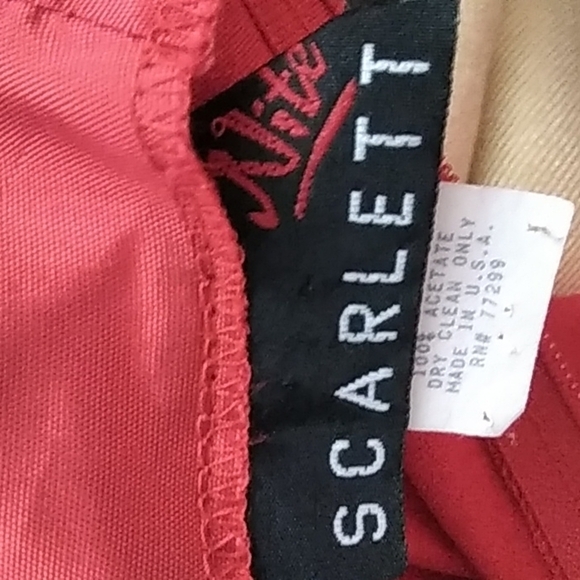 SCARLETT
Nite
100% ACETATE
DRY CLEAN ONLY
MADE IN U.S.A.
RN# 77299